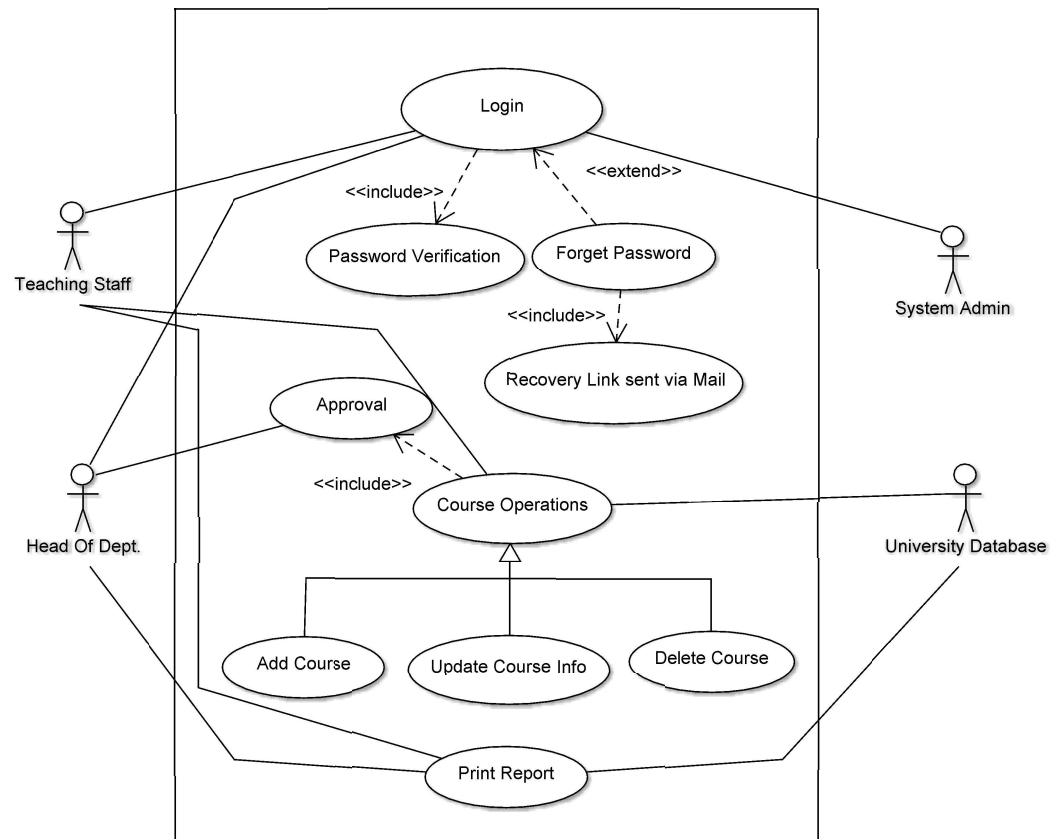 Login
<<include>>
<<extend>>
Password Verification
Forget Password
Teaching Staff
System Admin
<<include>>
Recovery Link sent via Mail
Approval
<<include>>
Course Operations
Head Of Dept.
University Database
Add Course
Update Course Info
Delete Course
Print Report